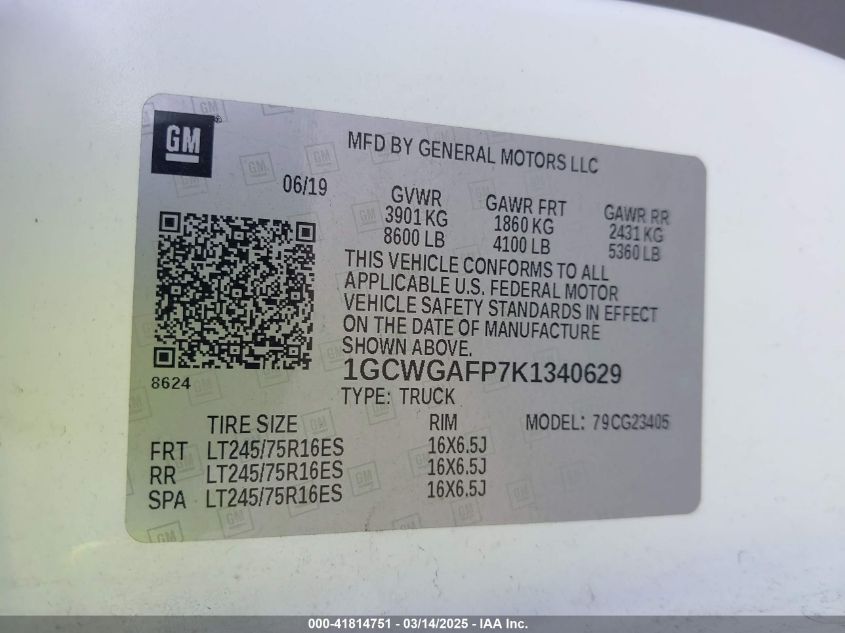 GM
MFD BY GENERAL MOTORS LLC
06/19
GVWR GAWR FRT GAWR RR
3901 KG 1860 KG 2431 KG
8600 LB 4100 LB 5360 LB
THIS VEHICLE CONFORMS TO ALL
APPLICABLE U.S. FEDERAL MOTOR
VEHICLE SAFETY STANDARDS IN EFFECT
ON THE DATE OF MANUFACTURE
SHOWN ABOVE.
8624
1GCWGAFP7K1340629
TYPE: TRUCK
TIRE SIZE RIM MODEL: 79CG23405
FRT LT245/75R16ES 16X6.5J
RR LT245/75R16ES 16X6.5J
SPA LT245/75R16ES 16X6.5J
000-41814751 - 03/14/2025 - IAA Inc.